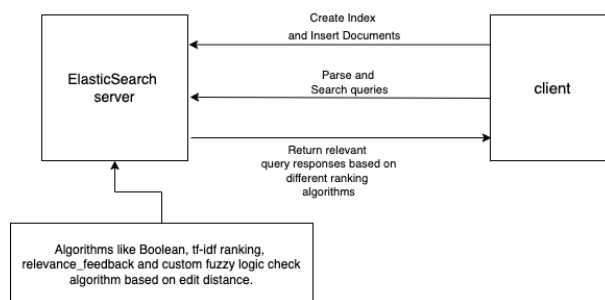 Create Index
and Insert Documents
ElasticSearch
server
Parse and
Search queries
client
Return relevant
query responses based on
different ranking
algorithms
Algorithms like Boolean, tf-idf ranking,
relevance_feedback and custom fuzzy logic check
algorithm based on edit distance.